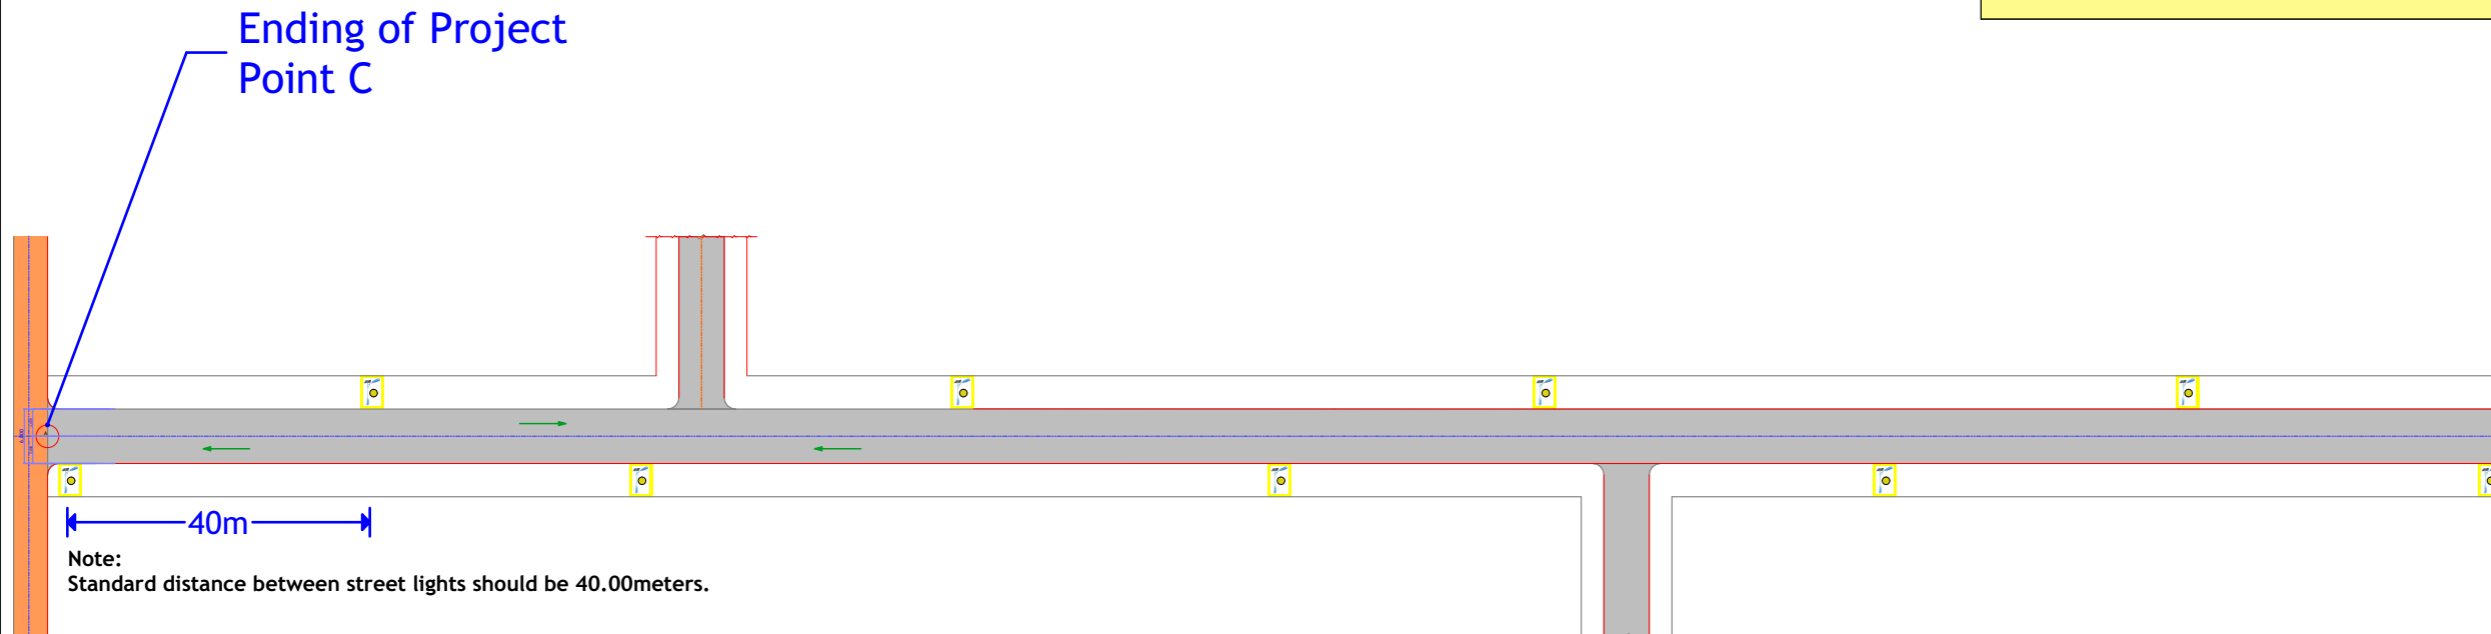 Ending of Project
Point C
40m
Note:
Standard distance between street lights should be 40.00meters.